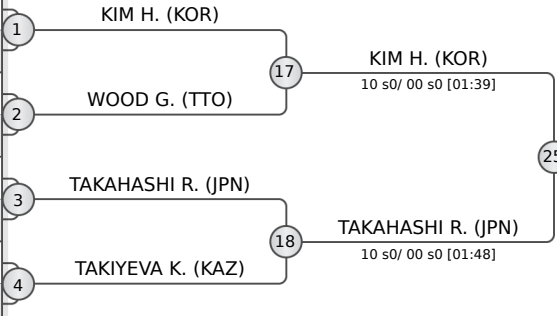 KIM H. (KOR)
1
17
KIM H. (KOR)
10 s0/ 00 s0 [01:39]
WOOD G. (TTO)
2
25
TAKAHASHI R. (JPN)
3
18
TAKAHASHI R. (JPN)
10 s0/ 00 s0 [01:48]
TAKIYEVA K. (KAZ)
4